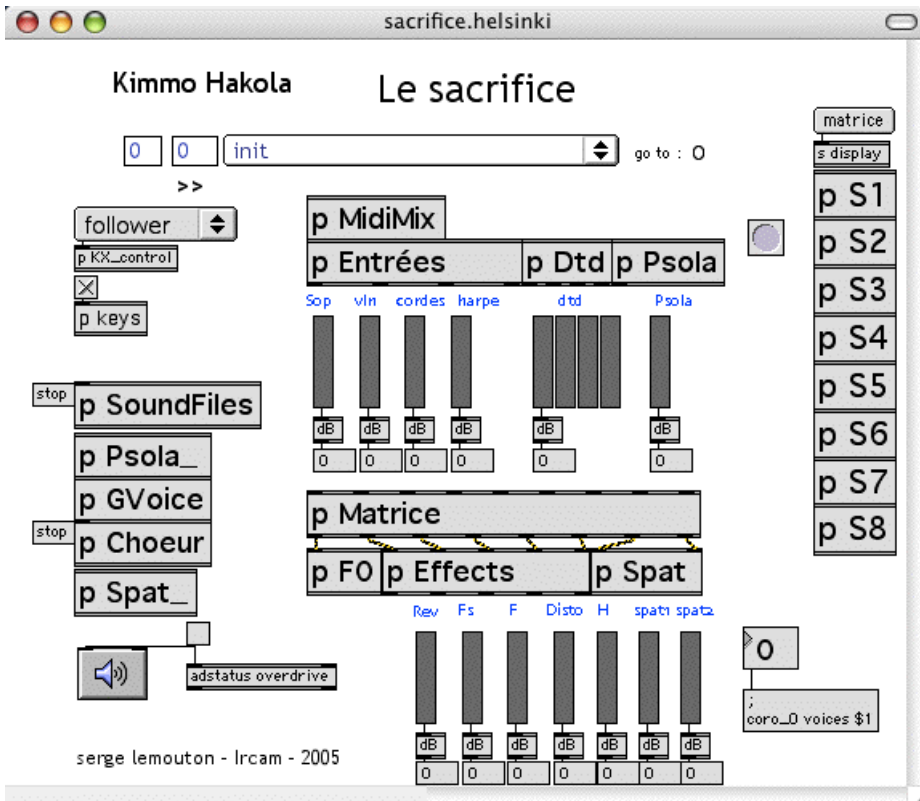 sacrifice.helsinki
Kimmo Hakola
Le sacrifice
matrice
0 0 init go to : 0
s display
>>
p S1
follower
p MidiMix
p S2
p KX_control
p Entrées p Dtd p Psola
p S3
Sop vln cordes harpe dtd Psola
p keys
p S4
p S5
stop
p SoundFiles
dB dB dB dB dB dB
p S6
p Psola_
0 0 0 0 0 0
p S7
p GVoice
p Matrice
p S8
stop
p Choeur
p F0 p Effects p Spat
p Spat_
Rev Fs F Disto H spat1 spat2
0
adstatus overdrive
;
coro_0 voices $1
dB dB dB dB dB dB dB
serge lemouton - Ircam - 2005
0 0 0 0 0 0 0